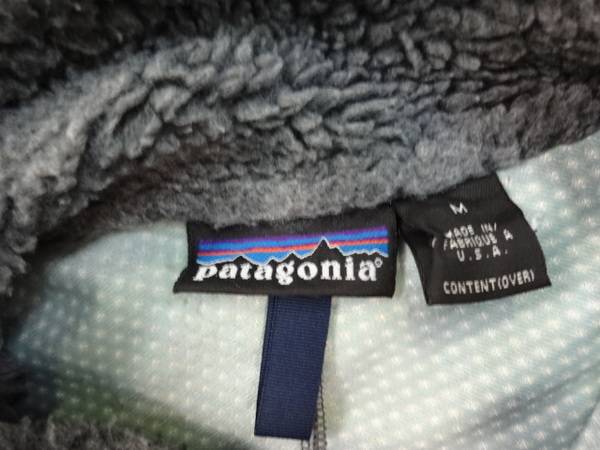 patagonia®
M
MADE IN/
FABRIQUE A
U.S.A.
CONTENT(OVER)